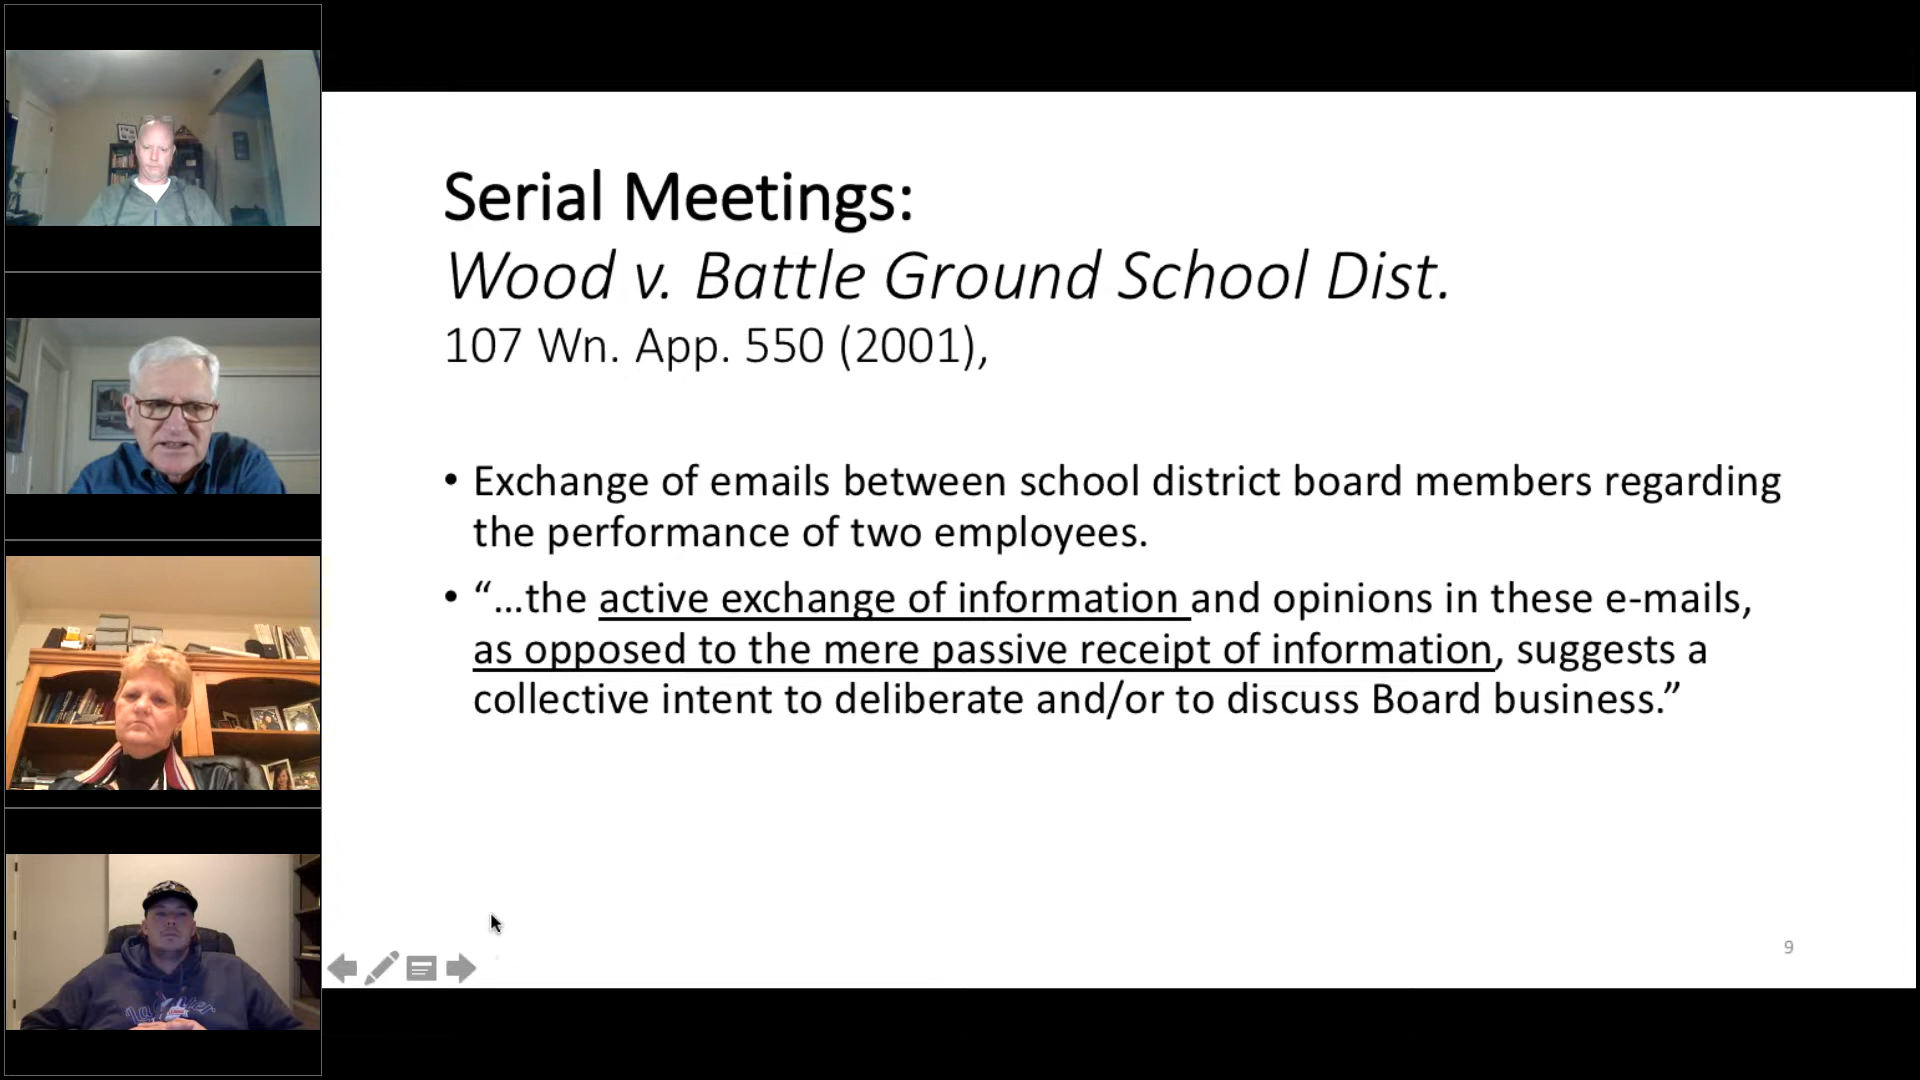 Serial Meetings:
Wood v. Battle Ground School Dist.
107 Wn. App. 550 (2001),
• Exchange of emails between school district board members regarding
the performance of two employees.
• “...the active exchange of information and opinions in these e-mails,
as opposed to the mere passive receipt of information, suggests a
collective intent to deliberate and/or to discuss Board business.”
9